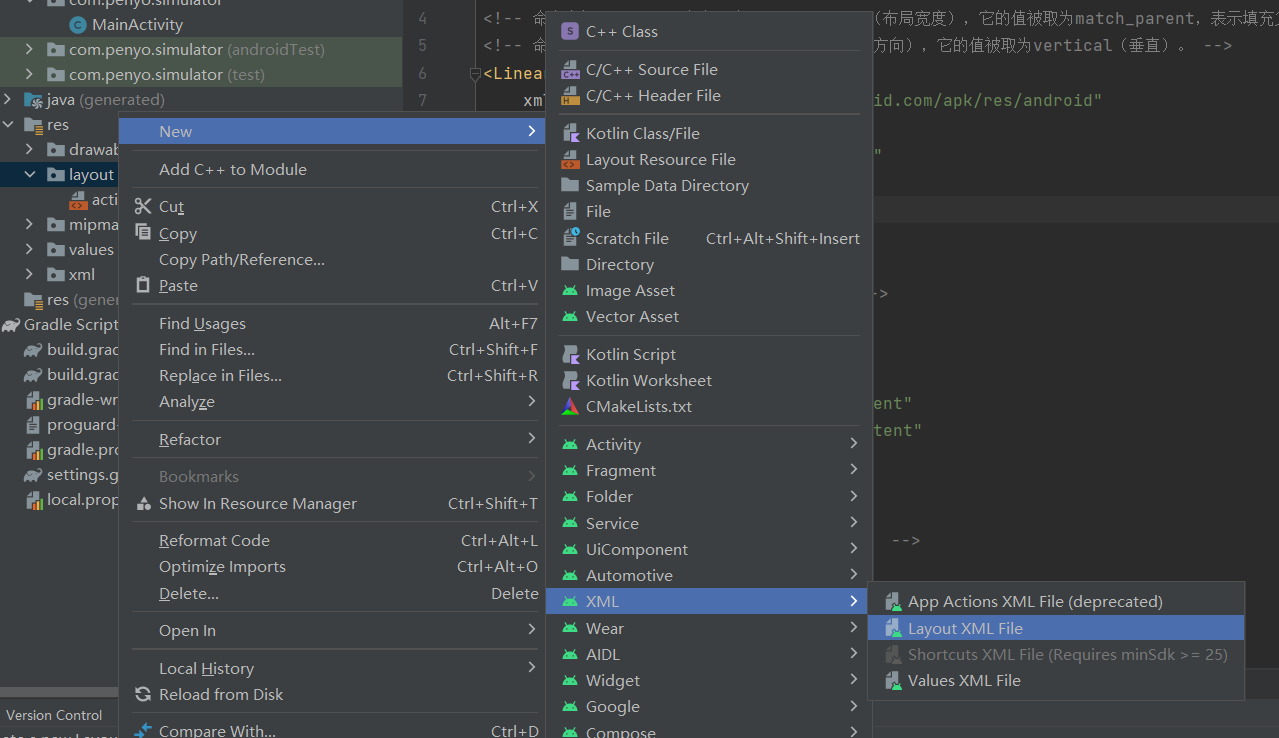 com.penyo.simulator
MainActivity
com.penyo.simulator (androidTest)
com.penyo.simulator (test)
java (generated)
res
drawab
layout
acti
mipma
values
xml
res (gener
Gradle Script
build.grad
build.grad
gradle-wr
proguard-
gradle.pro
settings.g
local.prop
Version Control
4
5
6
7
<!--
（布局宽度），它的值被取为match_parent，表示填充
<!--
方向），它的值被取为vertical（垂直）。 -->
<Linea
xml
id.com/apk/res/android"
"
->
ent"
tent"
-->
New
Add C++ to Module
Cut Ctrl+X
Copy Ctrl+C
Copy Path/Reference...
Paste Ctrl+V
Find Usages Alt+F7
Find in Files... Ctrl+Shift+F
Replace in Files... Ctrl+Shift+R
Analyze
Refactor
Bookmarks
Show In Resource Manager Ctrl+Shift+T
Reformat Code Ctrl+Alt+L
Optimize Imports Ctrl+Alt+O
Delete... Delete
Open In
Local History
Reload from Disk
Compare With... Ctrl+D
C++ Class
C/C++ Source File
C/C++ Header File
Kotlin Class/File
Layout Resource File
Sample Data Directory
File
Scratch File Ctrl+Alt+Shift+Insert
Directory
Image Asset
Vector Asset
Kotlin Script
Kotlin Worksheet
CMakeLists.txt
Activity
Fragment
Folder
Service
UiComponent
Automotive
XML
Wear
AIDL
Widget
Google
Compose
App Actions XML File (deprecated)
Layout XML File
Shortcuts XML File (Requires minSdk >= 25)
Values XML File